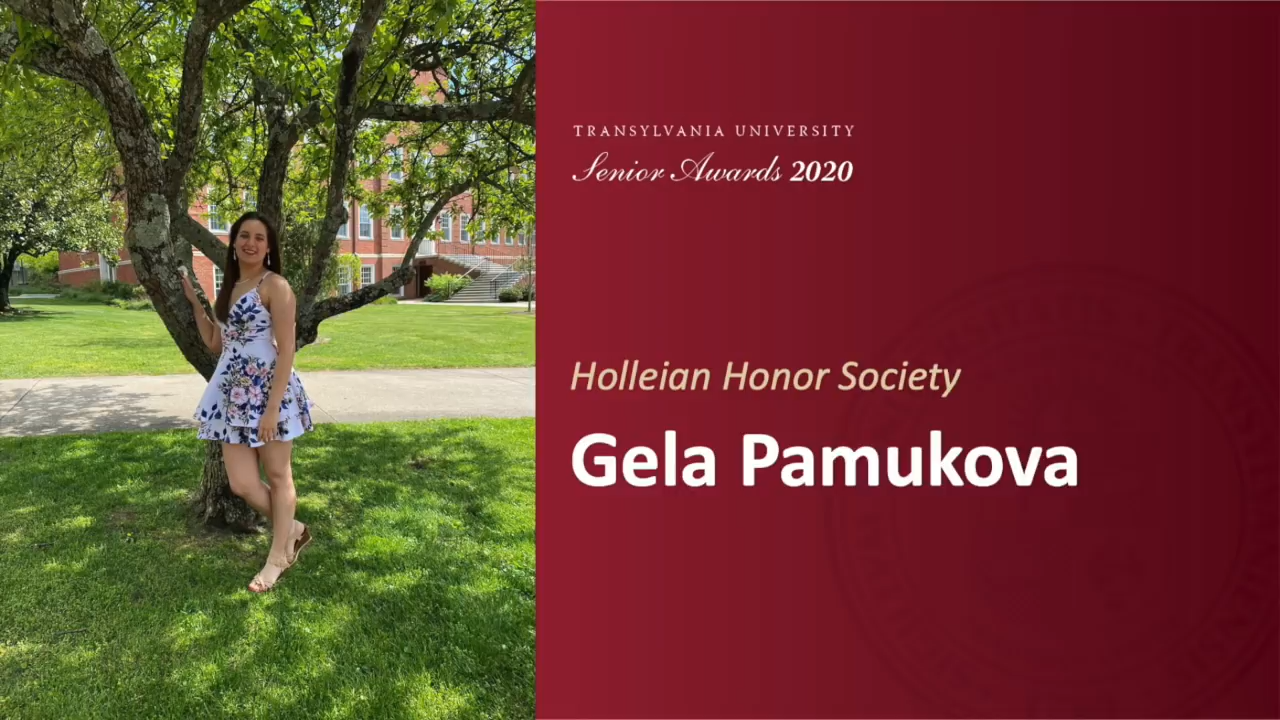 TRANSYLVANIA UNIVERSITY
Senior Awards 2020
Holleian Honor Society
Gela Pamukova